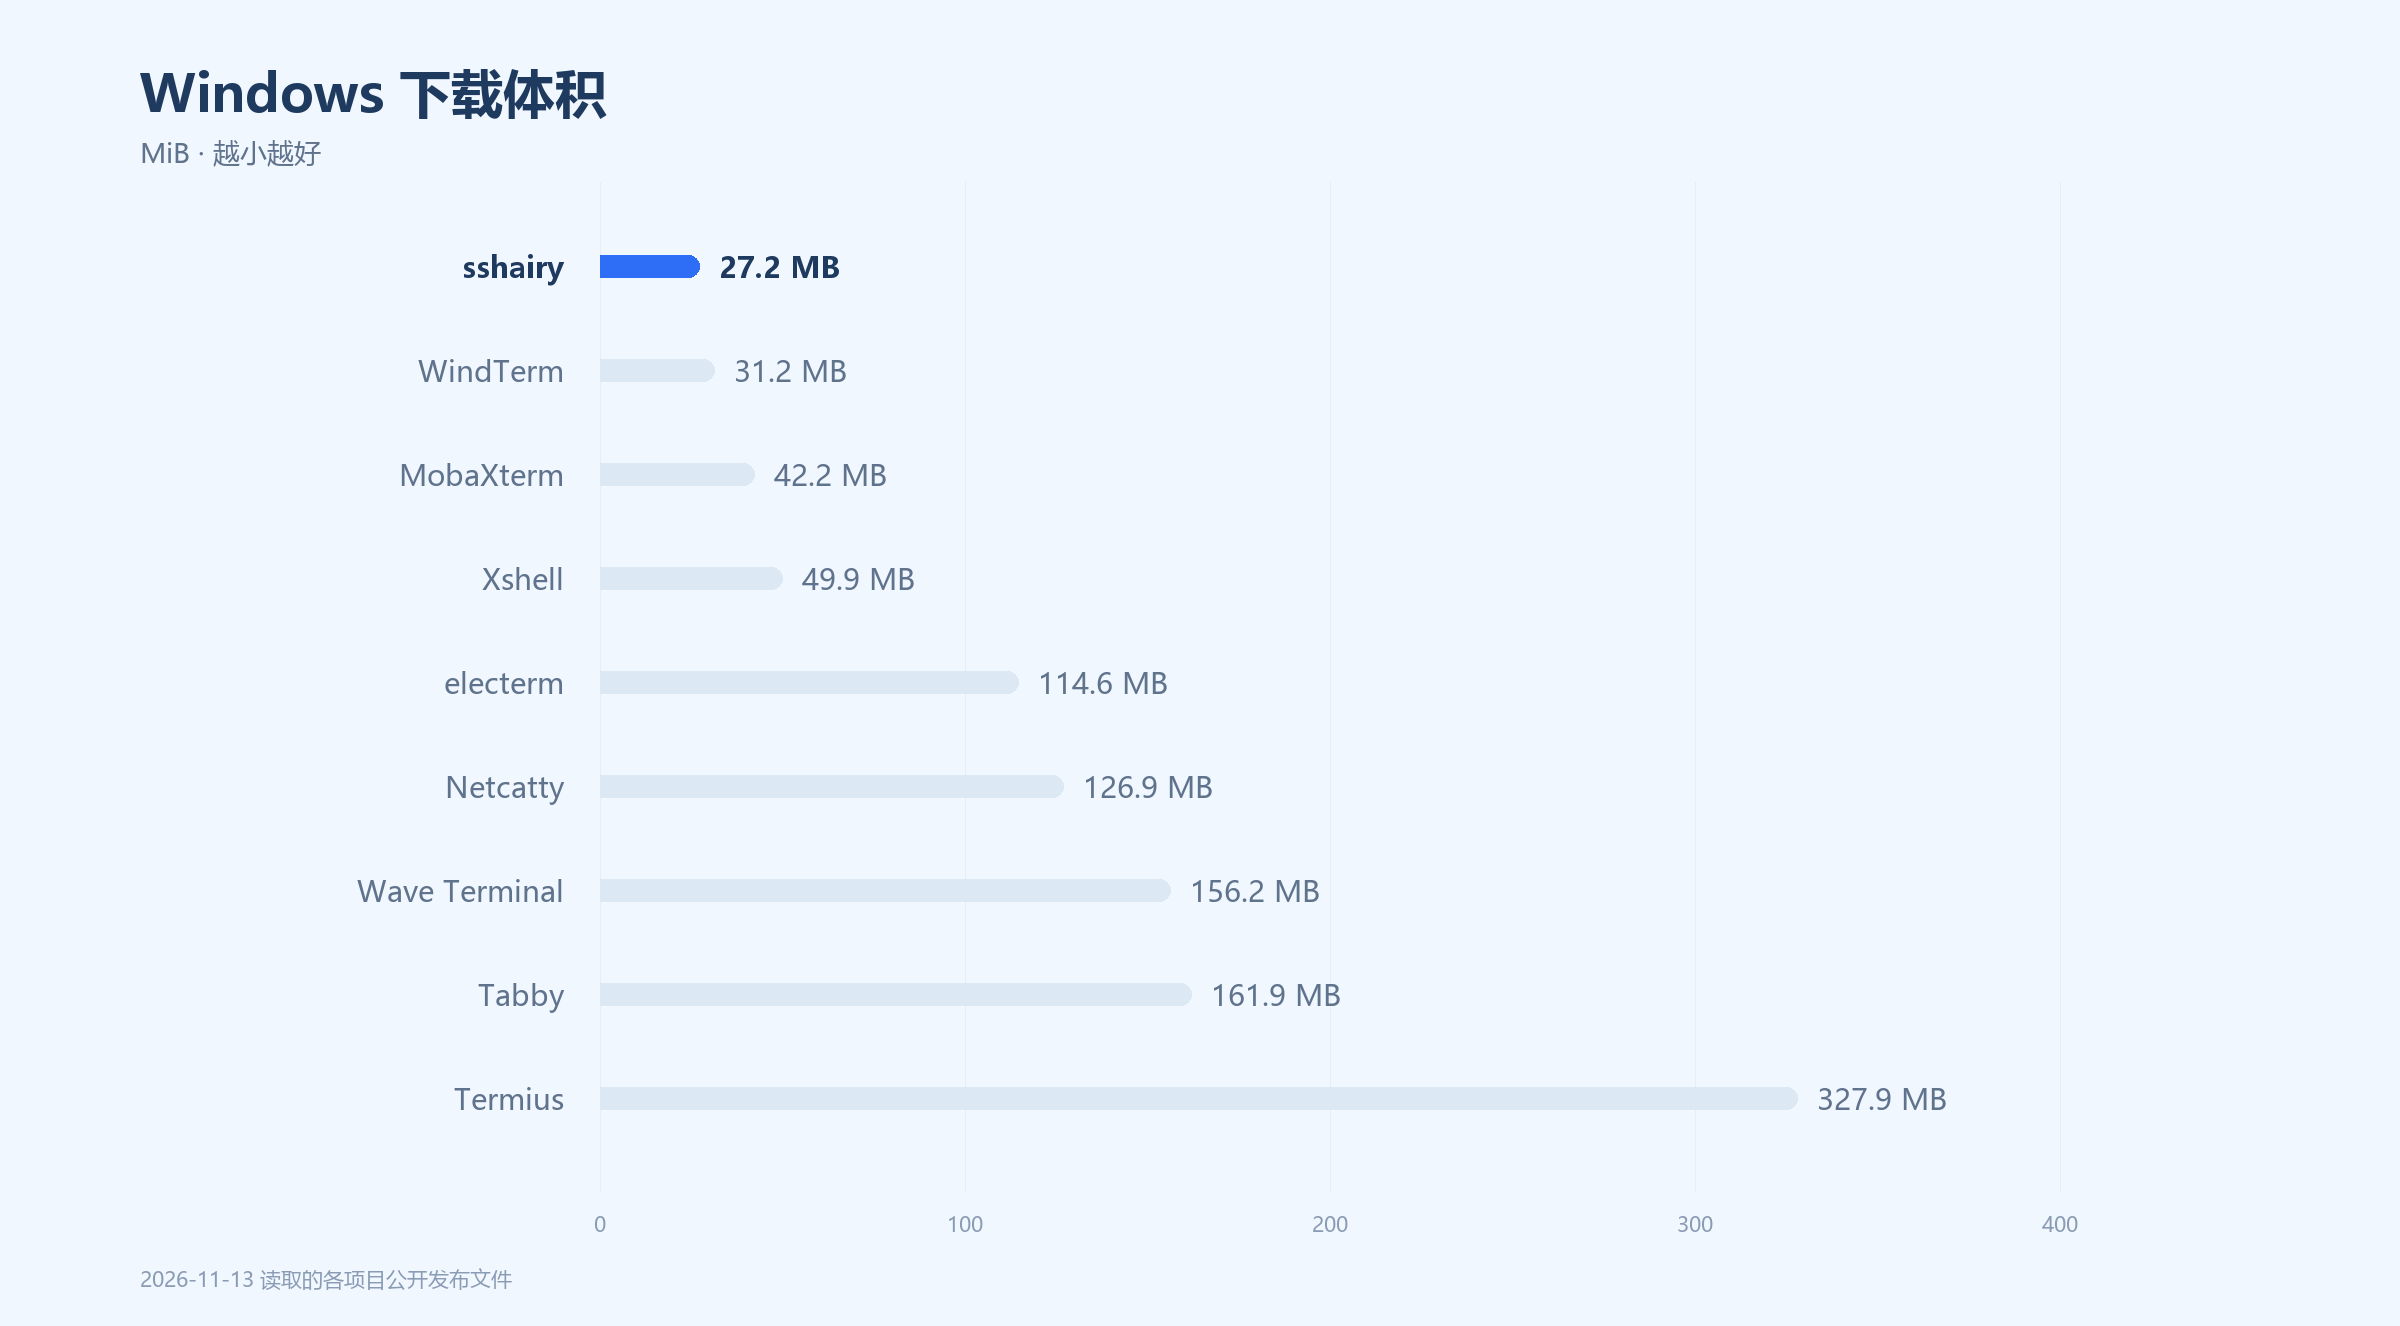 Windows 下载体积
MiB · 越小越好
sshairy 27.2 MB
WindTerm 31.2 MB
MobaXterm 42.2 MB
Xshell 49.9 MB
electerm 114.6 MB
Netcatty 126.9 MB
Wave Terminal 156.2 MB
Tabby 161.9 MB
Termius 327.9 MB
0 100 200 300 400
2026-11-13 读取的各项目公开发布文件